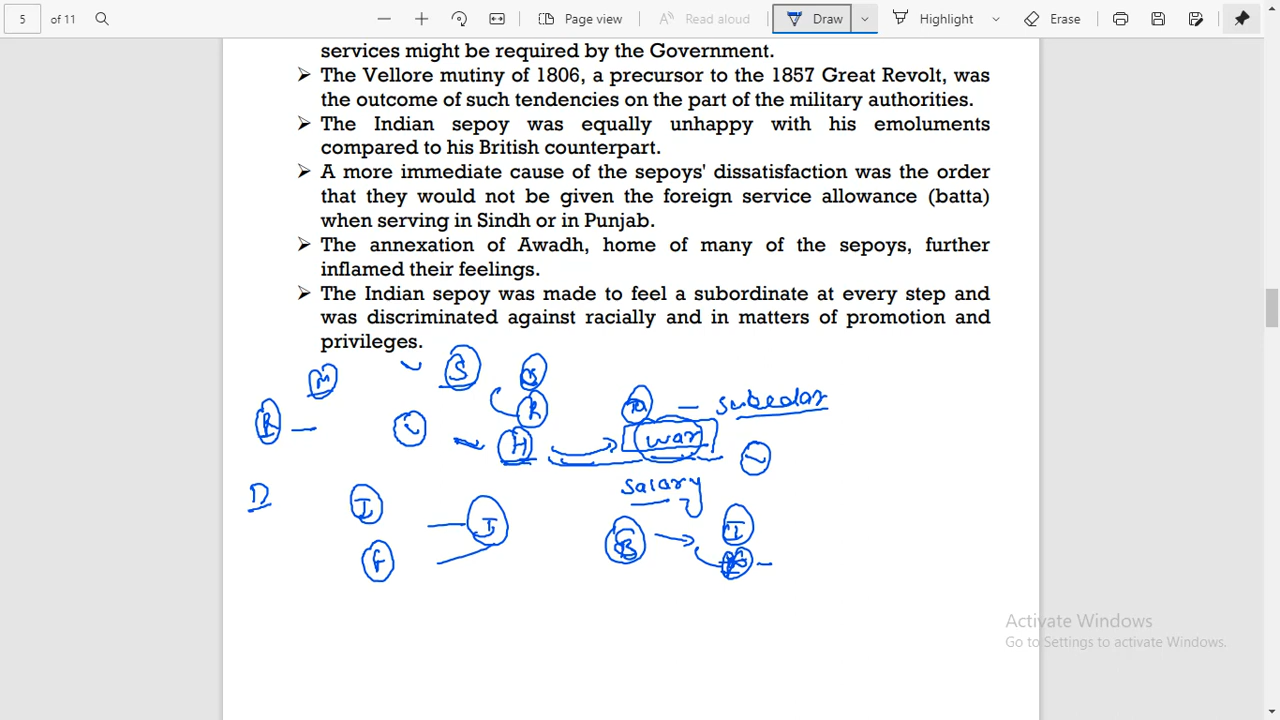 5 of 11 Page view Read aloud Draw Highlight Erase
services might be required by the Government.
➤ The Vellore mutiny of 1806, a precursor to the 1857 Great Revolt, was
the outcome of such tendencies on the part of the military authorities.
➤ The Indian sepoy was equally unhappy with his emoluments
compared to his British counterpart.
➤ A more immediate cause of the sepoys' dissatisfaction was the order
that they would not be given the foreign service allowance (batta)
when serving in Sindh or in Punjab.
➤ The annexation of Awadh, home of many of the sepoys, further
inflamed their feelings.
➤ The Indian sepoy was made to feel a subordinate at every step and
was discriminated against racially and in matters of promotion and
privileges.
M S
R subedar
R
H war
salary
D I I I
F B
Activate Windows
Go to Settings to activate Windows.